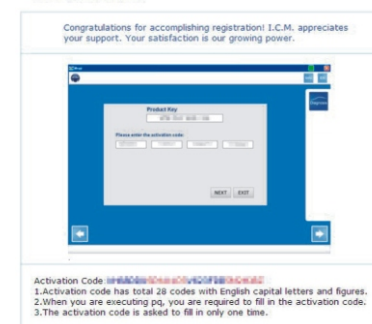 Congratulations for accomplishing registration! I.C.M. appreciates
your support. Your satisfaction is our growing power.
Product Key
Please enter the activation code:
NEXT EXIT
Activation Code:
1.Activation code has total 28 codes with English capital letters and figures.
2.When you are executing pq, you are required to fill in the activation code.
3.The activation code is asked to fill in only one time.